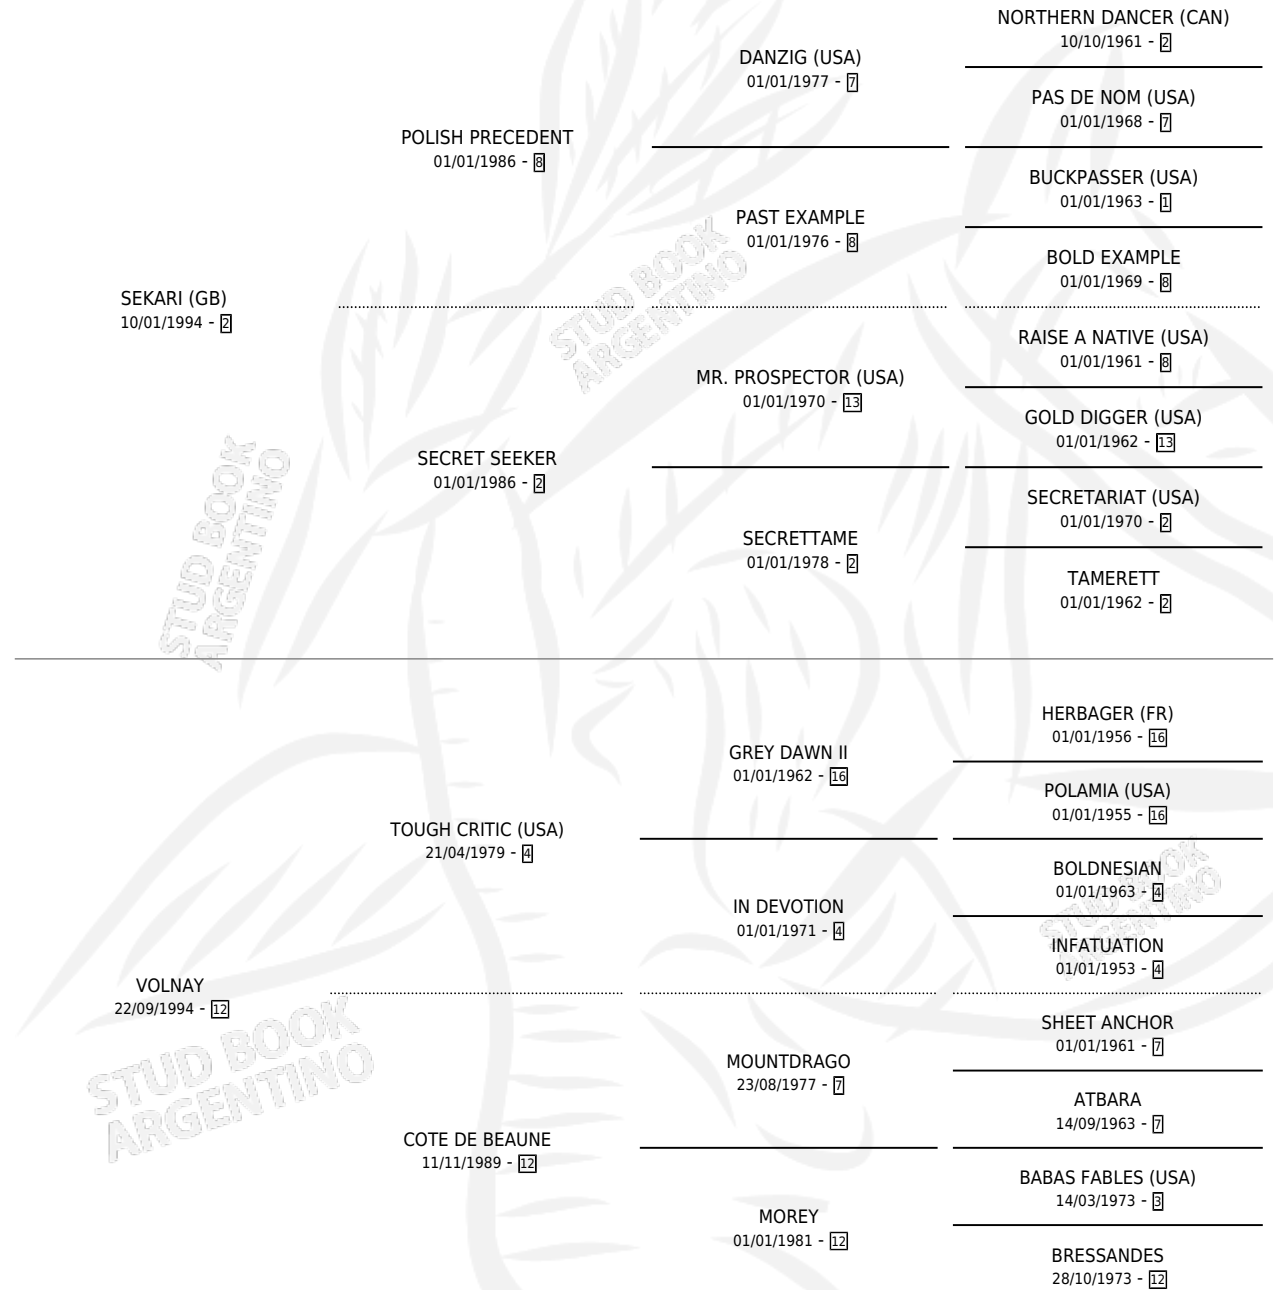 NORTHERN DANCER (CAN)
10/10/1961 - 2
DANZIG (USA)
01/01/1977 - 7
PAS DE NOM (USA)
01/01/1968 - 7
POLISH PRECEDENT
01/01/1986 - 8
BUCKPASSER (USA)
01/01/1963 - 1
PAST EXAMPLE
01/01/1976 - 8
BOLD EXAMPLE
01/01/1969 - 8
SEKARI (GB)
10/01/1994 - 2
RAISE A NATIVE (USA)
01/01/1961 - 8
MR. PROSPECTOR (USA)
01/01/1970 - 13
GOLD DIGGER (USA)
01/01/1962 - 13
SECRET SEEKER
01/01/1986 - 2
SECRETARIAT (USA)
01/01/1970 - 2
SECRETTAME
01/01/1978 - 2
TAMERETT
01/01/1962 - 2
HERBAGER (FR)
01/01/1956 - 16
GREY DAWN II
01/01/1962 - 16
POLAMIA (USA)
01/01/1955 - 16
TOUGH CRITIC (USA)
21/04/1979 - 4
BOLDNESIAN
01/01/1963 - 4
IN DEVOTION
01/01/1971 - 4
INFATUATION
01/01/1953 - 4
VOLNAY
22/09/1994 - 12
SHEET ANCHOR
01/01/1961 - 7
MOUNTDRAGO
23/08/1977 - 7
ATBARA
14/09/1963 - 7
COTE DE BEAUNE
11/11/1989 - 12
BABAS FABLES (USA)
14/03/1973 - 3
MOREY
01/01/1981 - 12
BRESSANDES
28/10/1973 - 12
STUD BOOK
ARGENTINO
STUD BOOK
ARGENTINO
STUD BOOK
ARGENTINO
STUD BOOK
ARGENTINO